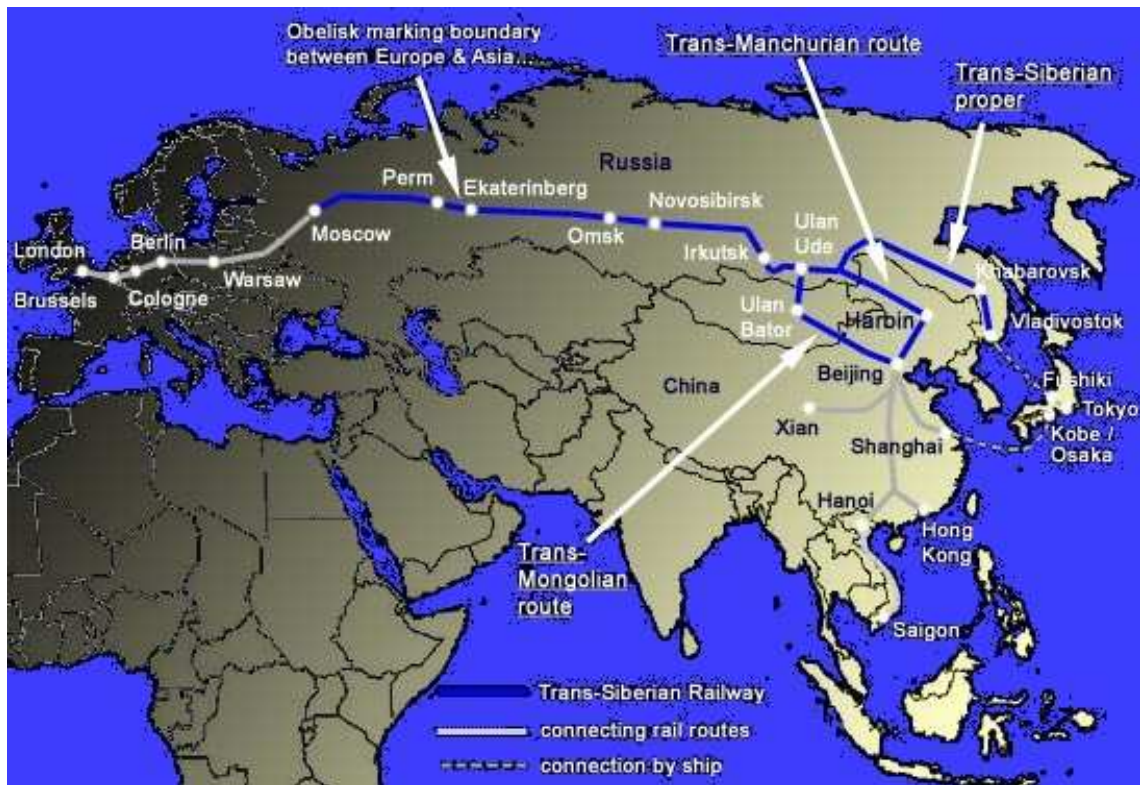 Obelisk marking boundary
between Europe & Asia...
Trans-Manchurian route
Trans-Siberian
proper
Russia
Perm
Ekaterinberg
Novosibirsk
Omsk
Moscow
Irkutsk
Ulan
Ude
London
Berlin
Brussels
Cologne
Warsaw
Khabarovsk
Ulan
Bator
Harbin
Vladivostok
China
Beijing
Fushiki
Tokyo
Xian
Shanghai
Kobe /
Osaka
Hanoi
Hong
Kong
Trans-
Mongolian
route
Saigon
Trans-Siberian Railway
connecting rail routes
connection by ship